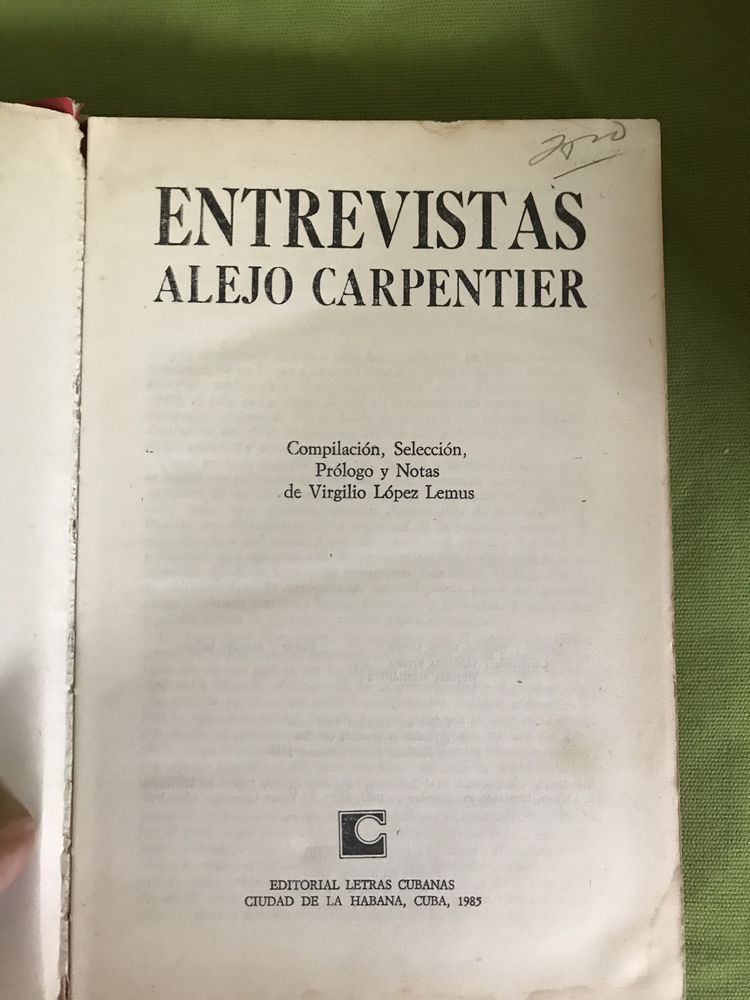 ENTREVISTAS
ALEJO CARPENTIER
Compilación, Selección,
Prólogo y Notas
de Virgilio López Lemus
C
EDITORIAL LETRAS CUBANAS
CIUDAD DE LA HABANA, CUBA, 1985